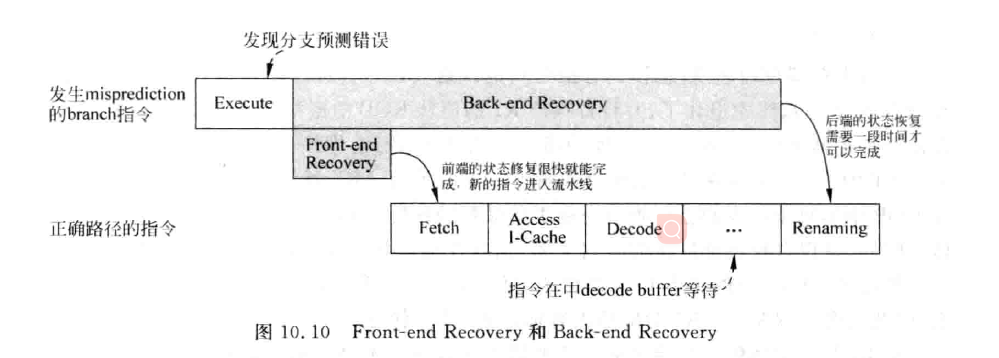 发现分支预测错误
发生misprediction
的branch指令
Execute
Back-end Recovery
后端的状态恢复
需要一段时间才
可以完成
Front-end
Recovery
前端的状态修复很快就能完
成，新的指令进入流水线
正确路径的指令
Fetch
Access
I-Cache
Decode
...
Renaming
指令在中decode buffer等待
图 10.10 Front-end Recovery 和 Back-end Recovery